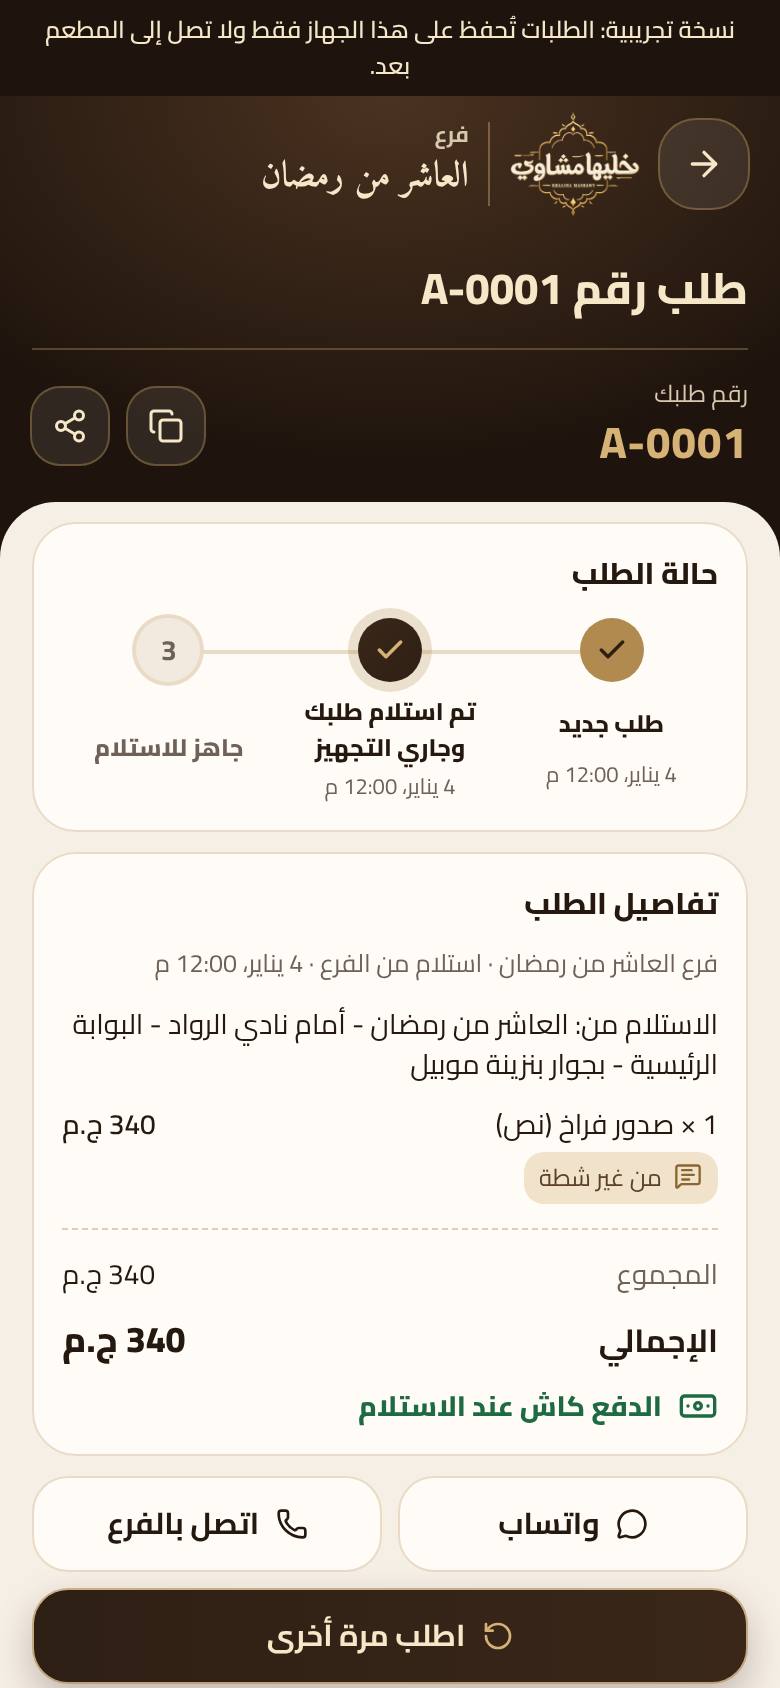 نسخة تجريبية: الطلبات تُحفظ على هذا الجهاز فقط ولا تصل إلى المطعم
بعد.
خليها مشاوي
KHALIHA MASHAWY
فرع
العاشر من رمضان
طلب رقم A-0001
رقم طلبك
A-0001
حالة الطلب
3
طلب جديد
4 يناير، 12:00 م
تم استلام طلبك
وجاري التجهيز
4 يناير، 12:00 م
جاهز للاستلام
تفاصيل الطلب
فرع العاشر من رمضان · استلام من الفرع · 4 يناير، 12:00 م
الاستلام من: العاشر من رمضان - أمام نادي الرواد - البوابة
الرئيسية - بجوار بنزينة موبيل
1 × صدور فراخ (نص) 340 ج.م
من غير شطة
المجموع 340 ج.م
الإجمالي 340 ج.م
الدفع كاش عند الاستلام
واتساب
اتصل بالفرع
اطلب مرة أخرى